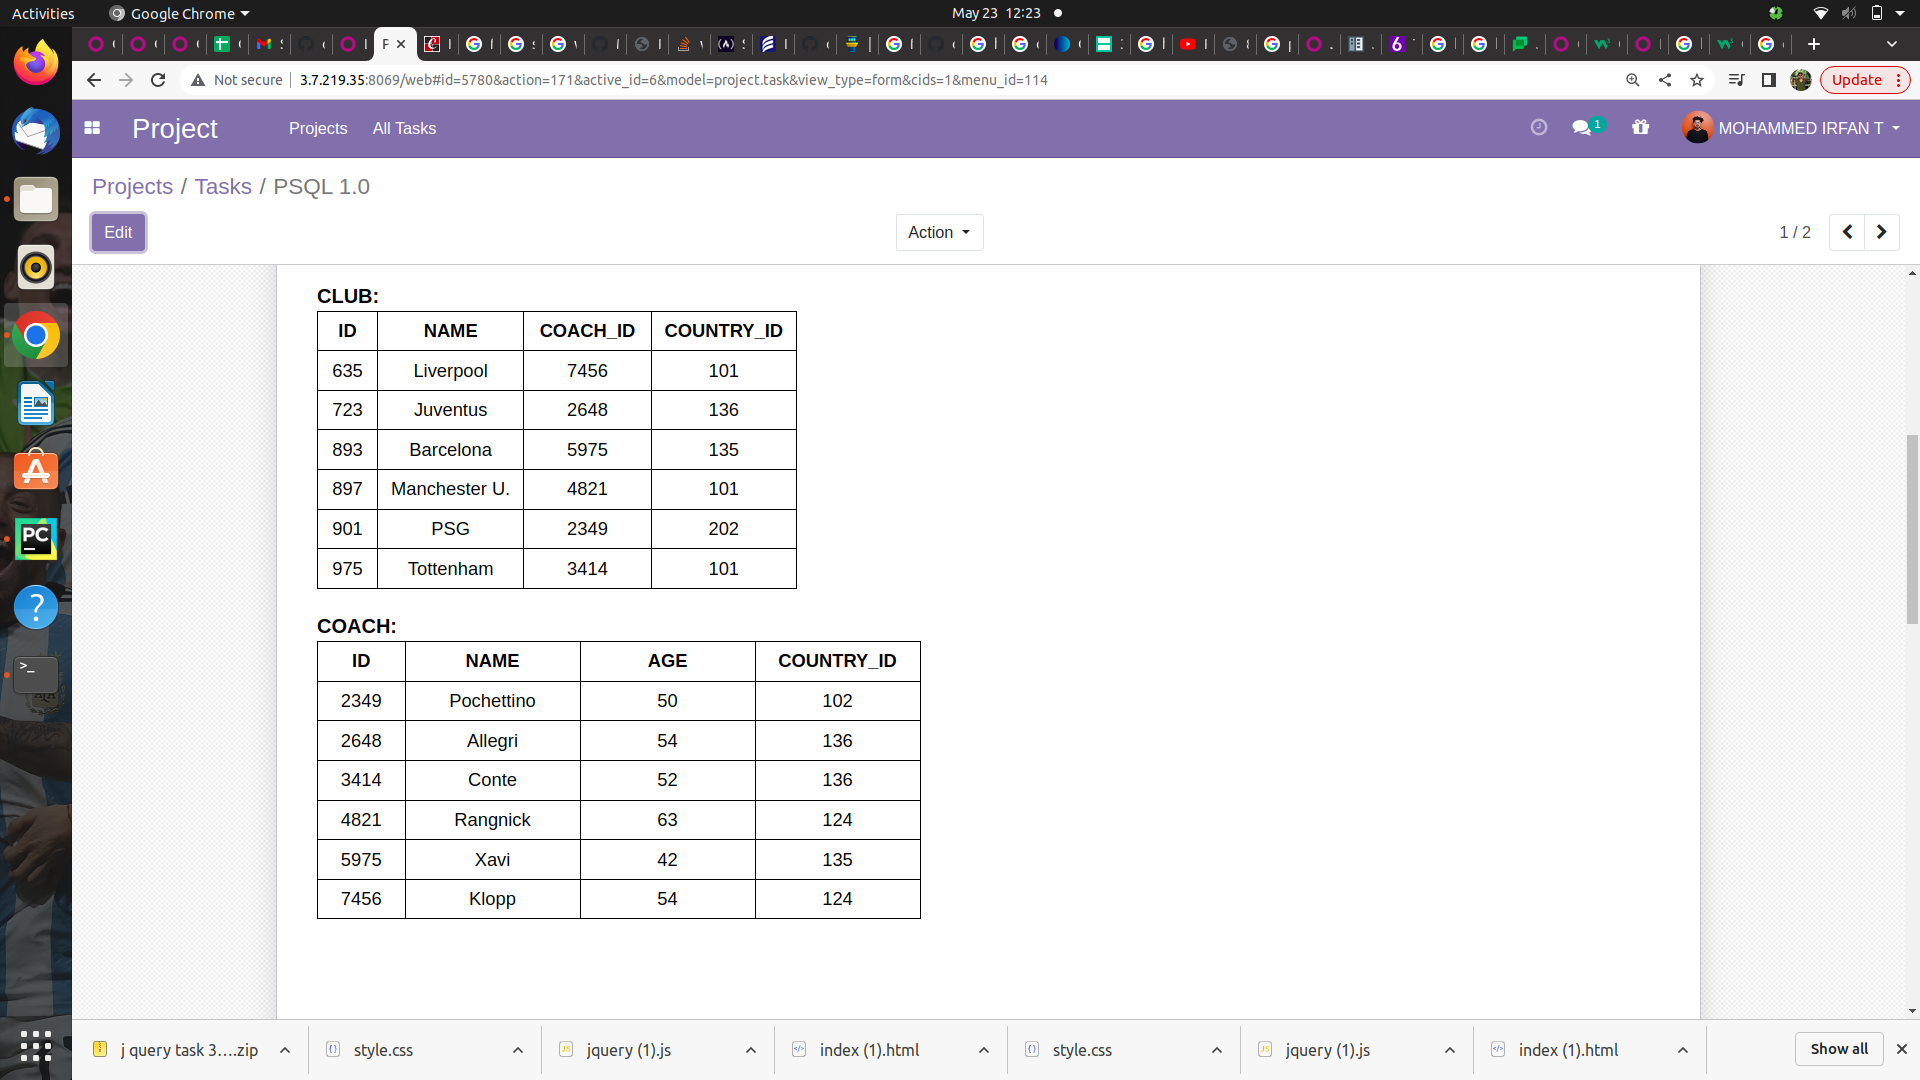 Activities Google Chrome May 23 12:23
Not secure 3.7.219.35:8069/web#id=5780&action=171&active_id=6&model=project.task&view_type=form&cids=1&menu_id=114 Update
Project Projects All Tasks 1 MOHAMMED IRFAN T
Projects / Tasks / PSQL 1.0
Edit Action 1 / 2
CLUB:
ID NAME COACH_ID COUNTRY_ID
635 Liverpool 7456 101
723 Juventus 2648 136
893 Barcelona 5975 135
897 Manchester U. 4821 101
901 PSG 2349 202
975 Tottenham 3414 101
COACH:
ID NAME AGE COUNTRY_ID
2349 Pochettino 50 102
2648 Allegri 54 136
3414 Conte 52 136
4821 Rangnick 63 124
5975 Xavi 42 135
7456 Klopp 54 124
j query task 3....zip style.css jquery (1).js index (1).html style.css jquery (1).js index (1).html Show all